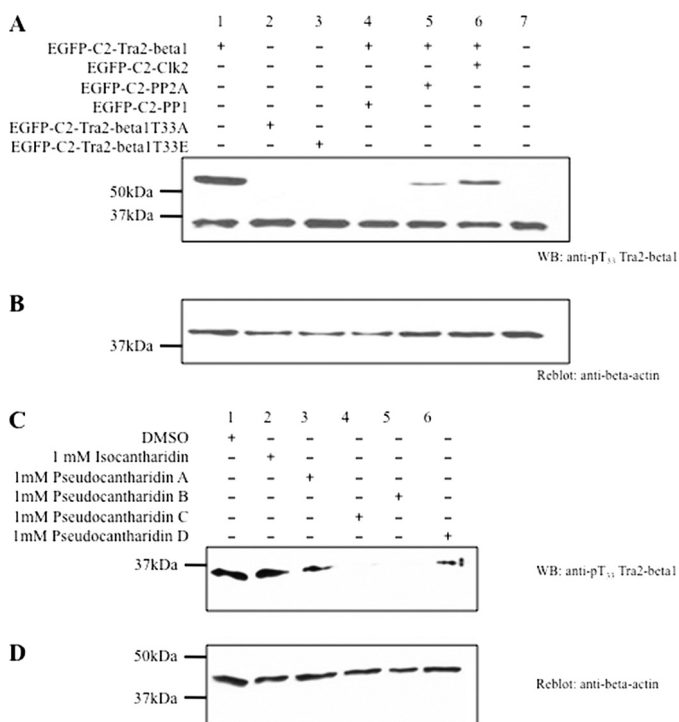 A
1 2 3 4 5 6 7
EGFP-C2-Tra2-beta1 + – – + + + –
EGFP-C2-Clk2 – – – – – + –
EGFP-C2-PP2A – – – – + – –
EGFP-C2-PP1 – – – + – – –
EGFP-C2-Tra2-beta1T33A – + – – – – –
EGFP-C2-Tra2-beta1T33E – – + – – – –
50kDa
37kDa
WB: anti-pT33 Tra2-beta1
B
37kDa
Reblot: anti-beta-actin
C
1 2 3 4 5 6
DMSO + – – – – –
1 mM Isocantharidin – + – – – –
1mM Pseudocantharidin A – – + – – –
1mM Pseudocantharidin B – – – – + –
1mM Pseudocantharidin C – – – + – –
1mM Pseudocantharidin D – – – – – +
37kDa
WB: anti-pT33 Tra2-beta1
D
50kDa
37kDa
Reblot: anti-beta-actin